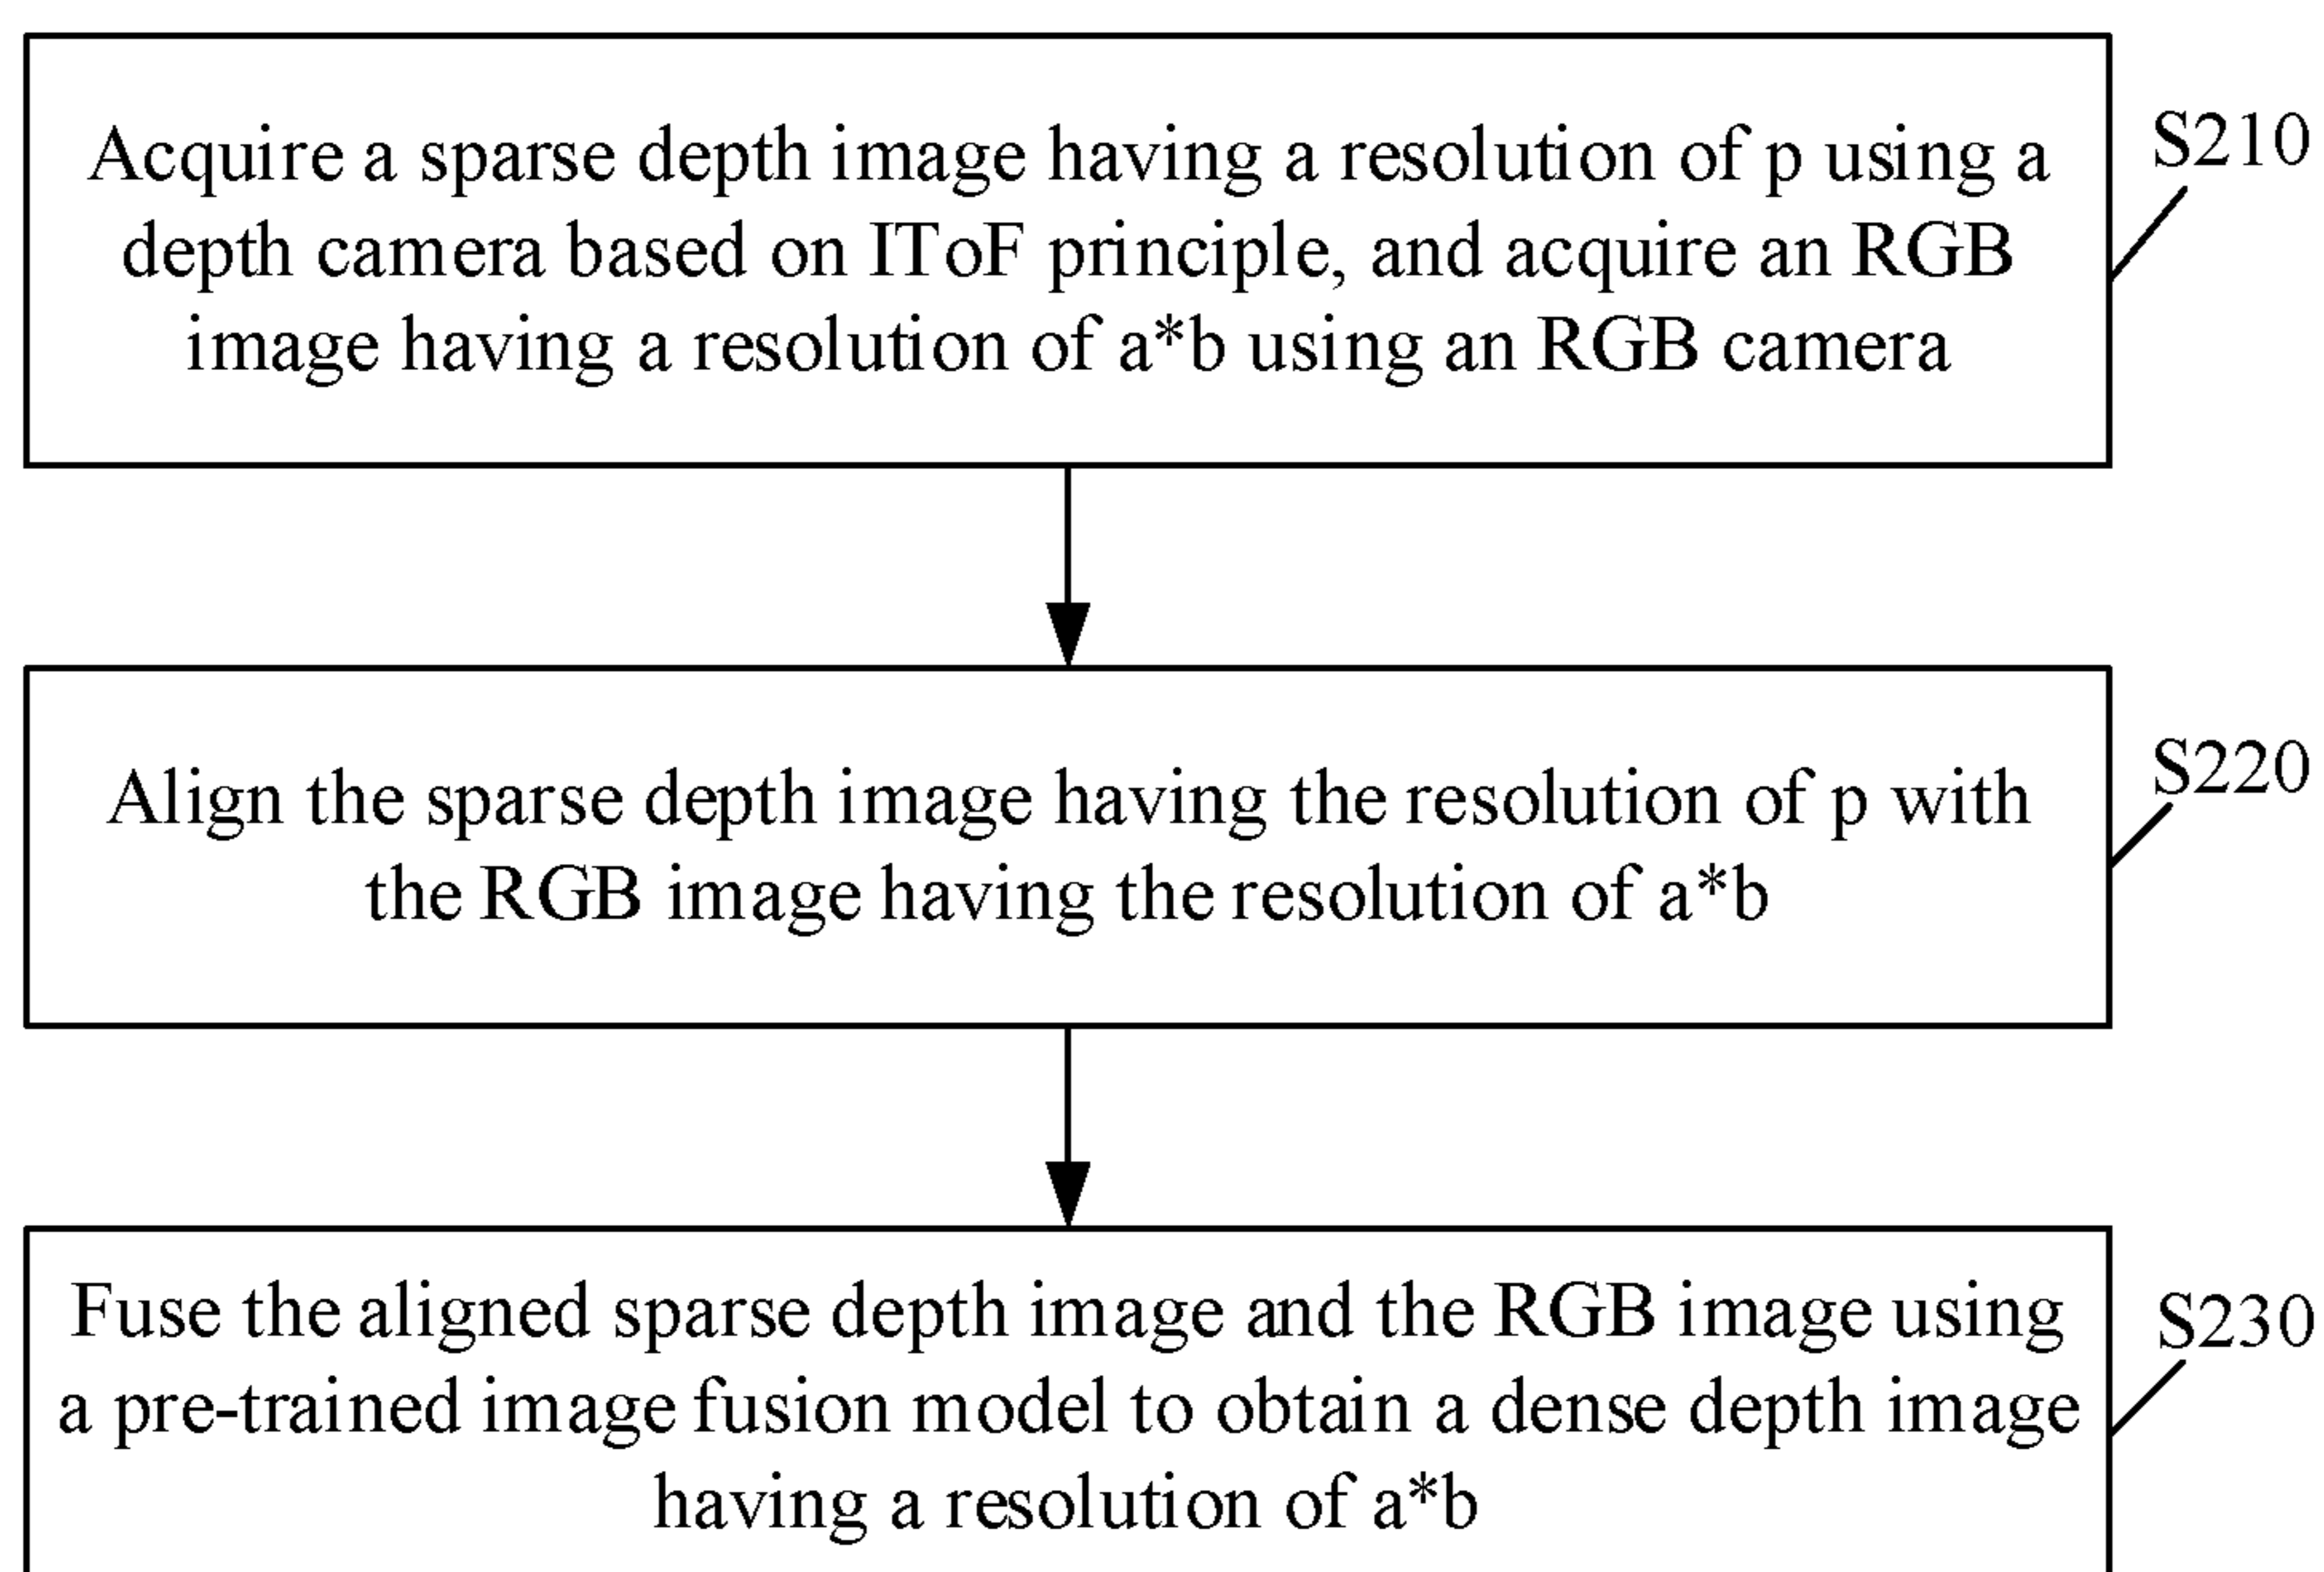 Acquire a sparse depth image having a resolution of p using a
depth camera based on IToF principle, and acquire an RGB
image having a resolution of a*b using an RGB camera
S210
Align the sparse depth image having the resolution of p with
the RGB image having the resolution of a*b
S220
Fuse the aligned sparse depth image and the RGB image using
a pre-trained image fusion model to obtain a dense depth image
having a resolution of a*b
S230